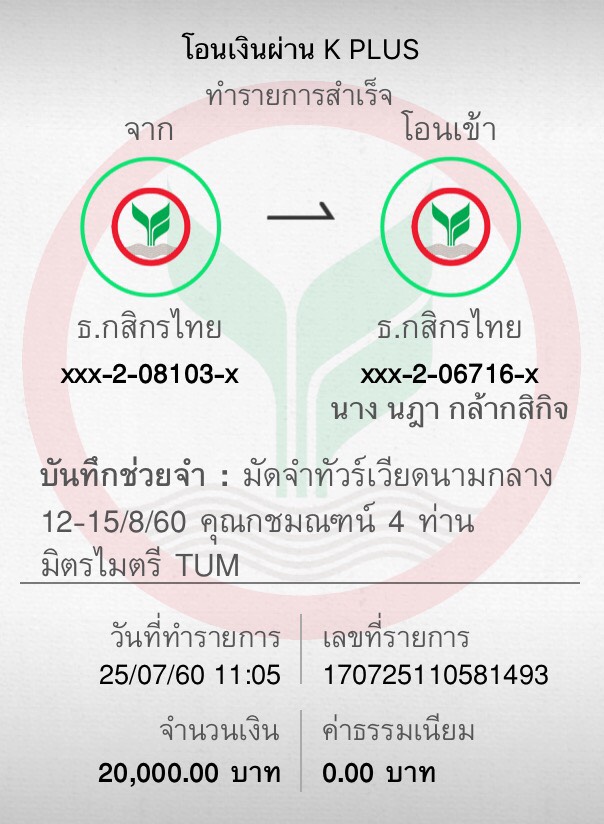 โอนเงินผ่าน K PLUS
ทำรายการสำเร็จ
จาก
โอนเข้า
ธ.กสิกรไทย
ธ.กสิกรไทย
xxx-2-08103-x
xxx-2-06716-x
นาง นฎา กล้ากสิกิจ
บันทึกช่วยจำ : มัดจำทัวร์เวียดนามกลาง
12-15/8/60 คุณกชมณฑน์ 4 ท่าน
มิตรไมตรี TUM
วันที่ทำรายการ
เลขที่รายการ
25/07/60 11:05
170725110581493
จำนวนเงิน
ค่าธรรมเนียม
20,000.00 บาท
0.00 บาท